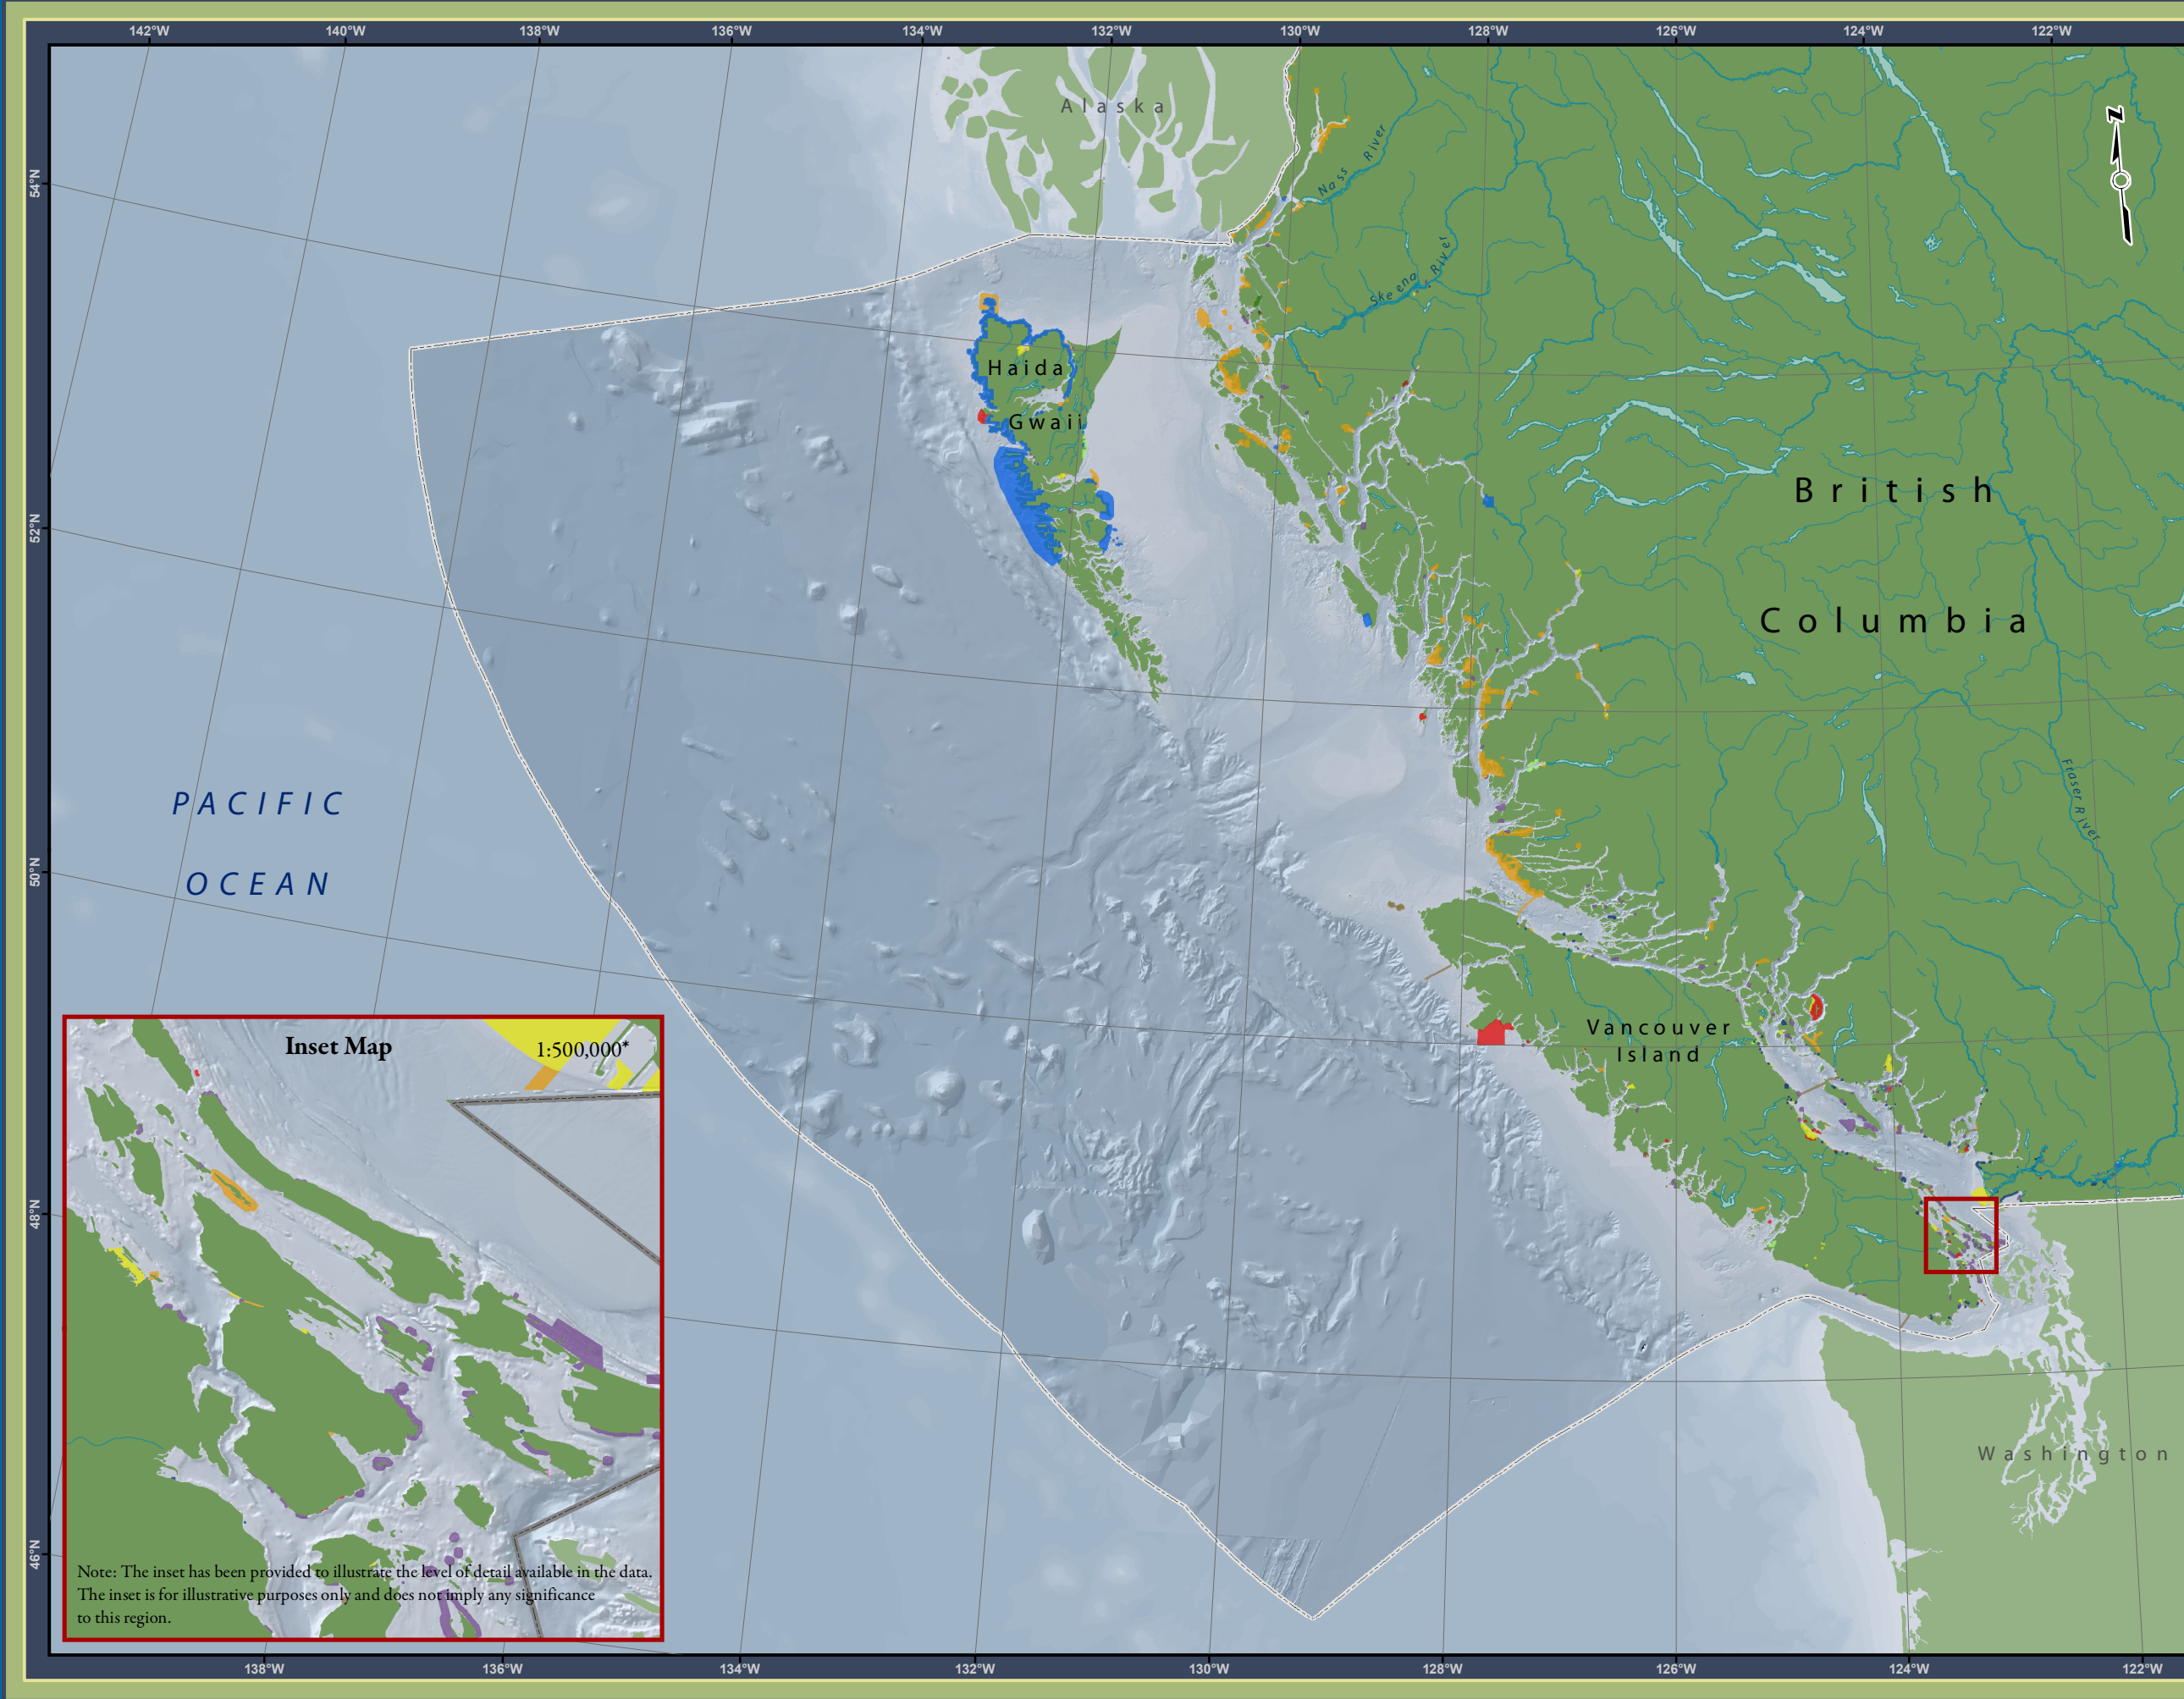 142°W 140°W 138°W 136°W 134°W 132°W 130°W 128°W 126°W 124°W 122°W
Alaska
N
Nass River
54°N
Skeena River
Haida
Gwaii
British
52°N
Columbia
PACIFIC
Fraser River
50°N
OCEAN
Vancouver
Island
Inset Map
1:500,000*
48°N
Washington
46°N
Note: The inset has been provided to illustrate the level of detail available in the data.
The inset is for illustrative purposes only and does not imply any significance
to this region.
138°W 136°W 134°W 132°W 130°W 128°W 126°W 124°W 122°W